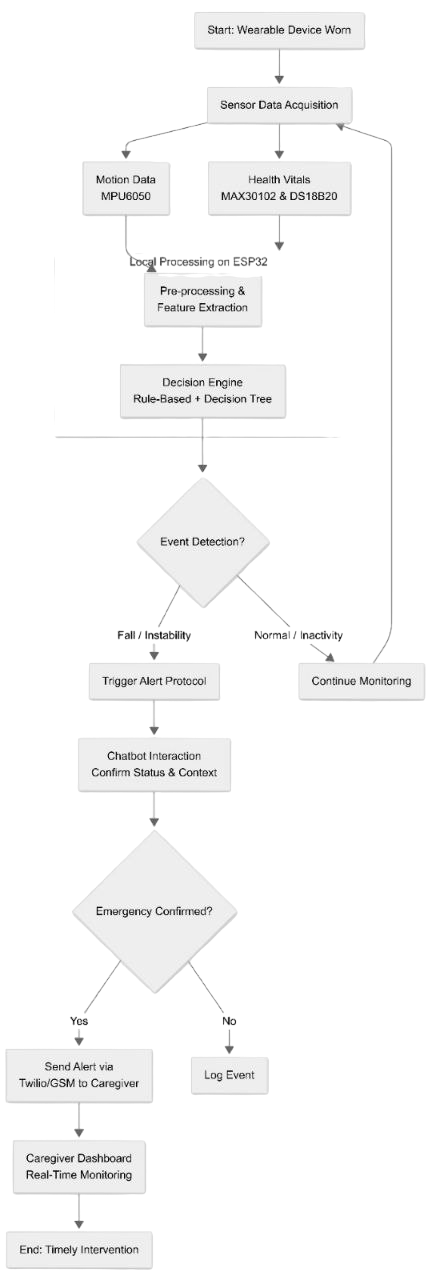 Start: Wearable Device Worn
Sensor Data Acquisition
Motion Data
MPU6050
Health Vitals
MAX30102 & DS18B20
Local Processing on ESP32
Pre-processing &
Feature Extraction
Decision Engine
Rule-Based + Decision Tree
Event Detection?
Fall / Instability
Normal / Inactivity
Trigger Alert Protocol
Continue Monitoring
Chatbot Interaction
Confirm Status & Context
Emergency Confirmed?
Yes
No
Send Alert via
Twilio/GSM to Caregiver
Log Event
Caregiver Dashboard
Real-Time Monitoring
End: Timely Intervention